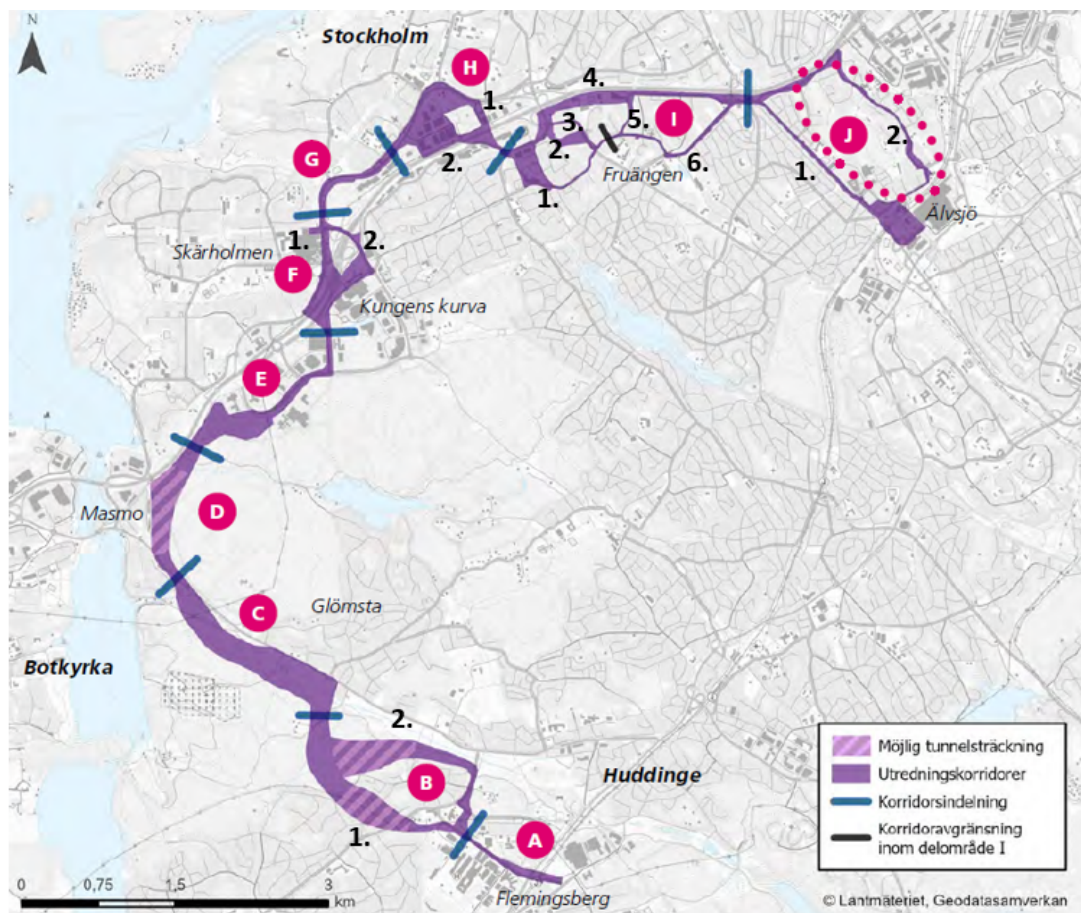 N
Stockholm
H
4.
1.
3.
I
5.
J
2.
G
2.
2.
6.
1.
Fruängen
1.
Älvsjö
1.
2.
Skärholmen
F
Kungens kurva
E
Masmo
D
C
Glömsta
Botkyrka
2.
Huddinge
B
1.
A
Flemingsberg
Möjlig tunnelsträckning
Utredningskorridorer
Korridorsindelning
Korridoravgränsning
inom delområde I
0 0,75 1,5 3
km
© Lantmäteriet, Geodatasamverkan